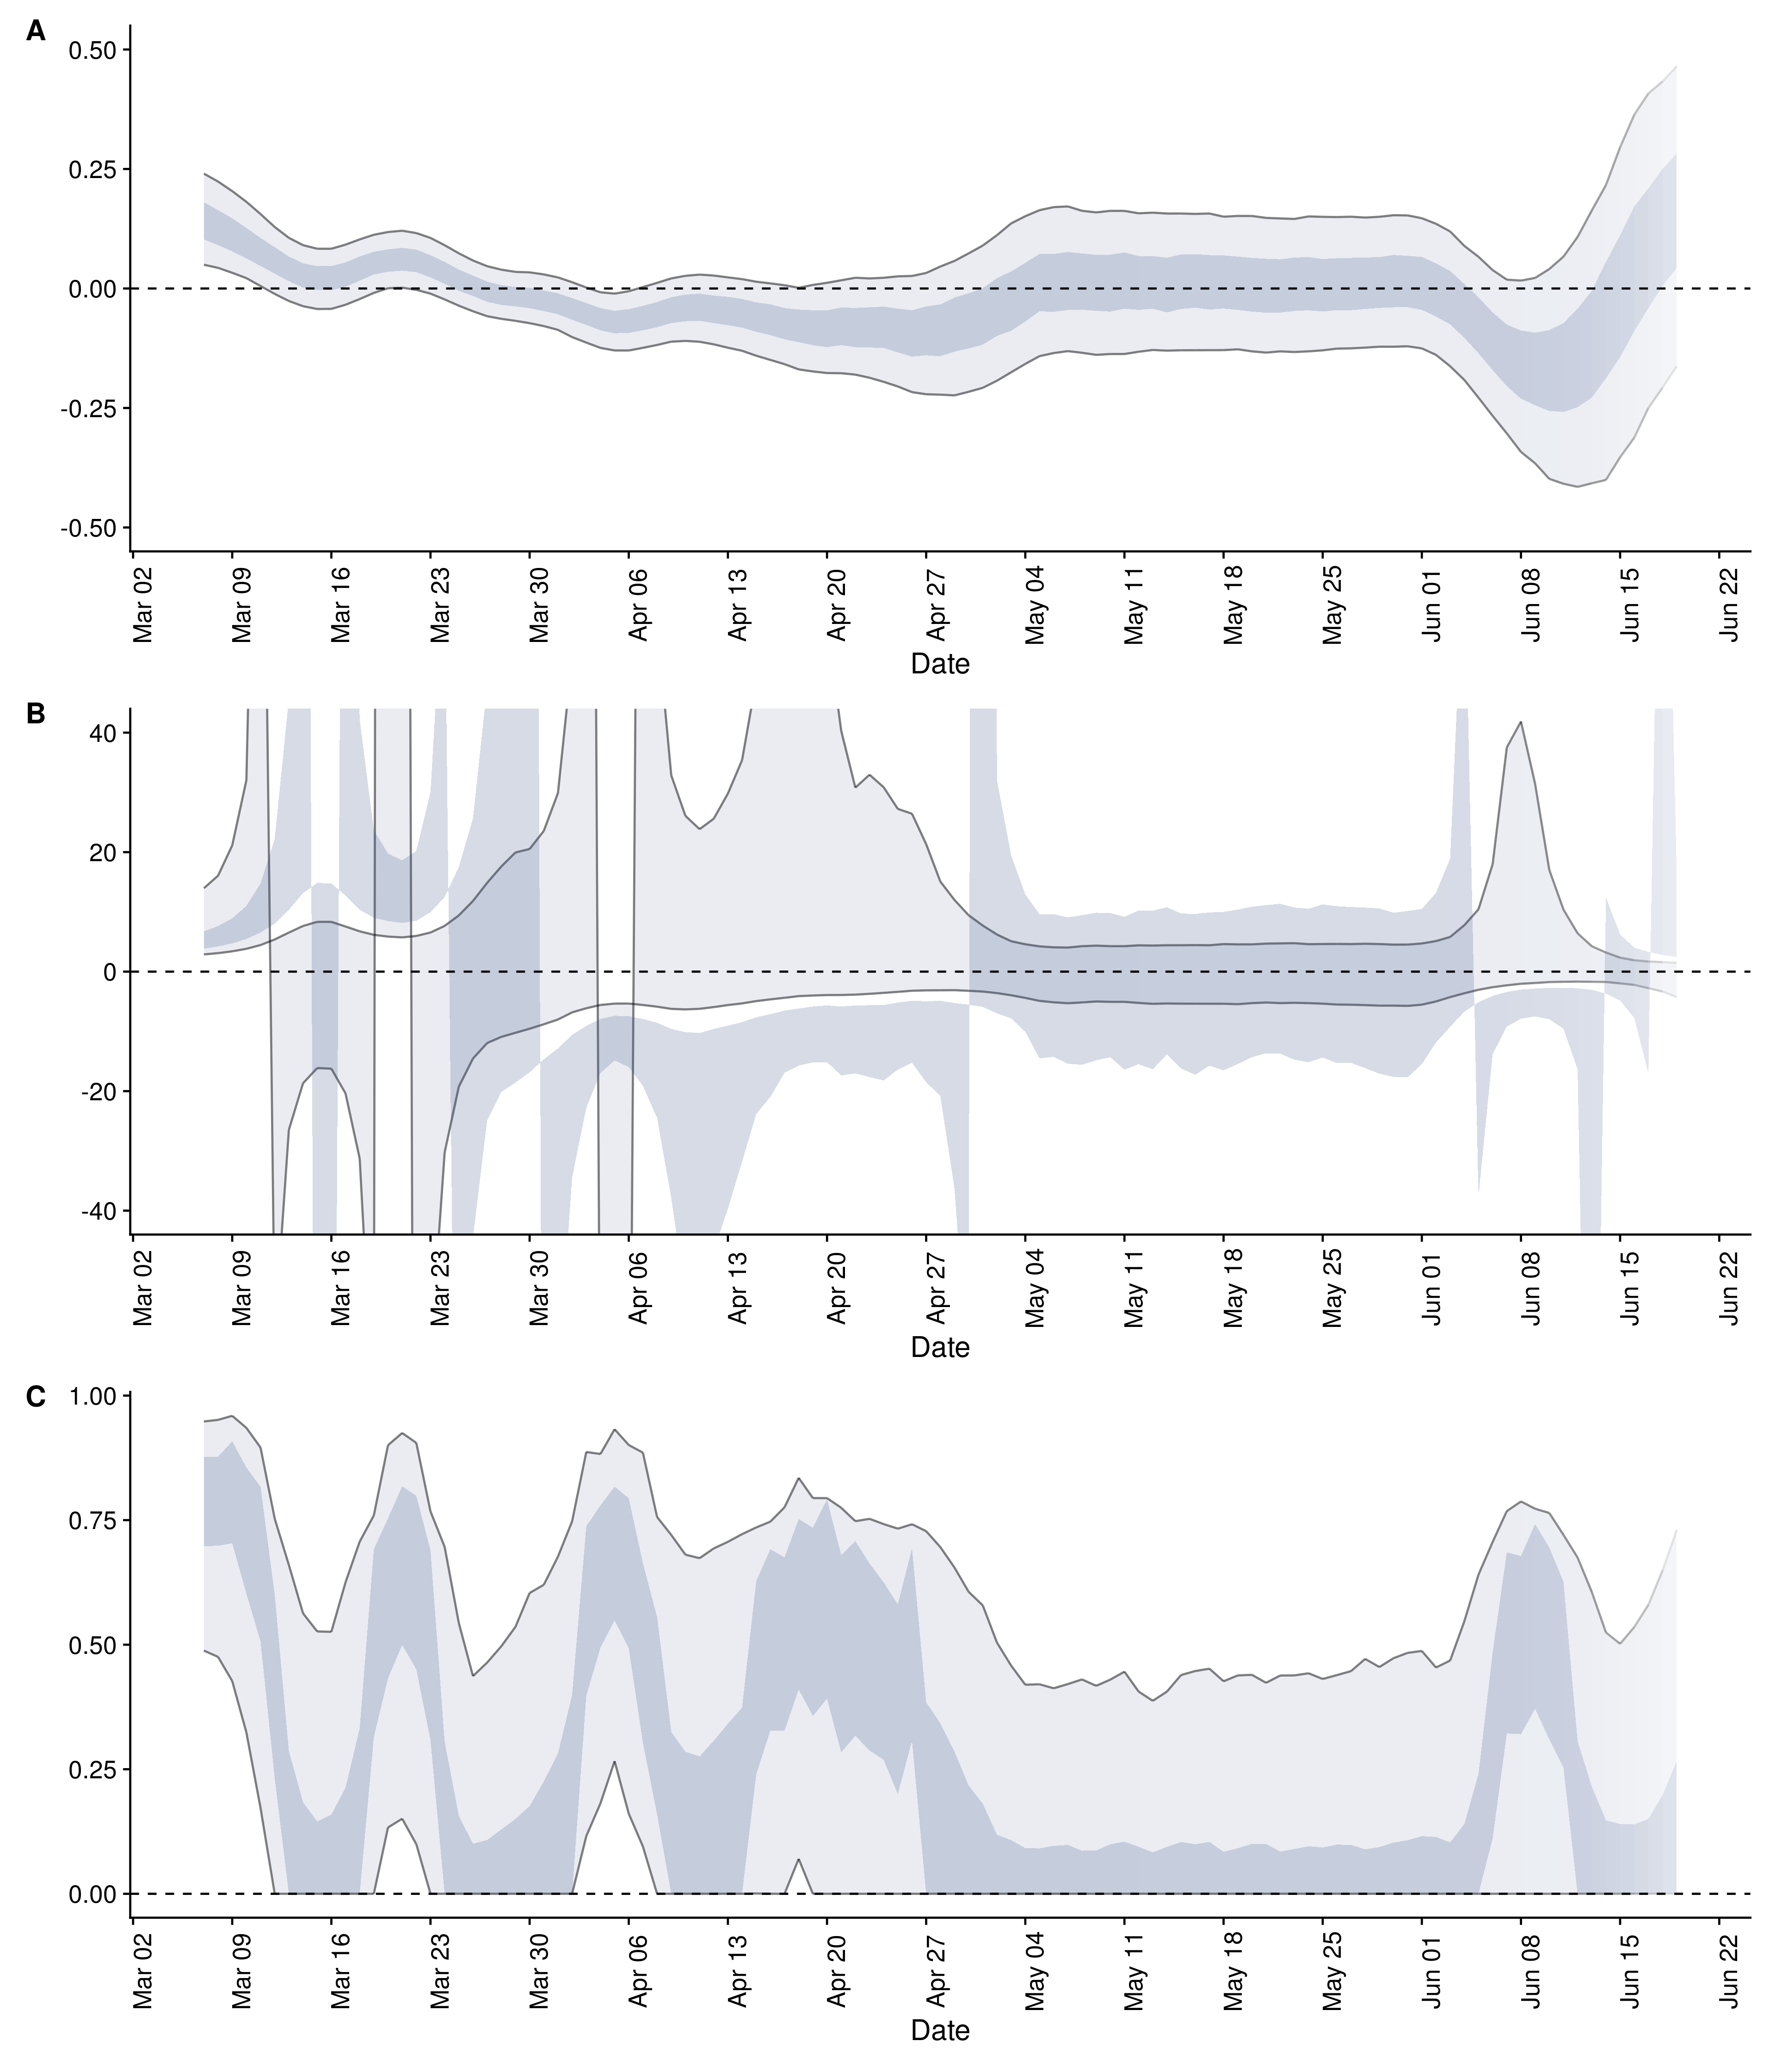 A
0.50
0.25
0.00
-0.25
-0.50
Mar 02
Mar 09
Mar 16
Mar 23
Mar 30
Apr 06
Apr 13
Apr 20
Apr 27
May 04
May 11
May 18
May 25
Jun 01
Jun 08
Jun 15
Jun 22
Date
B
40
20
0
-20
-40
Mar 02
Mar 09
Mar 16
Mar 23
Mar 30
Apr 06
Apr 13
Apr 20
Apr 27
May 04
May 11
May 18
May 25
Jun 01
Jun 08
Jun 15
Jun 22
Date
C
1.00
0.75
0.50
0.25
0.00
Mar 02
Mar 09
Mar 16
Mar 23
Mar 30
Apr 06
Apr 13
Apr 20
Apr 27
May 04
May 11
May 18
May 25
Jun 01
Jun 08
Jun 15
Jun 22
Date